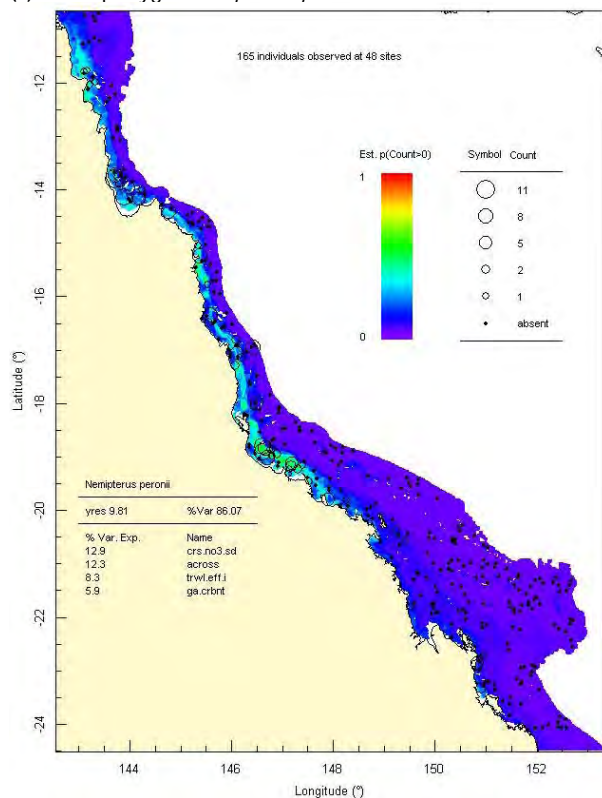 165 individuals observed at 48 sites
Est. p(Count>0)
1
0
Symbol Count
11
8
5
2
1
absent
Nemipterus peronii
yres 9.81 %Var 86.07
% Var. Exp. Name
12.9 crs.no3.sd
12.3 across
8.3 trwl.eff.i
5.9 ga.crbnt
Latitude (°)
-12
-14
-16
-18
-20
-22
-24
144 146 148 150 152
Longitude (°)